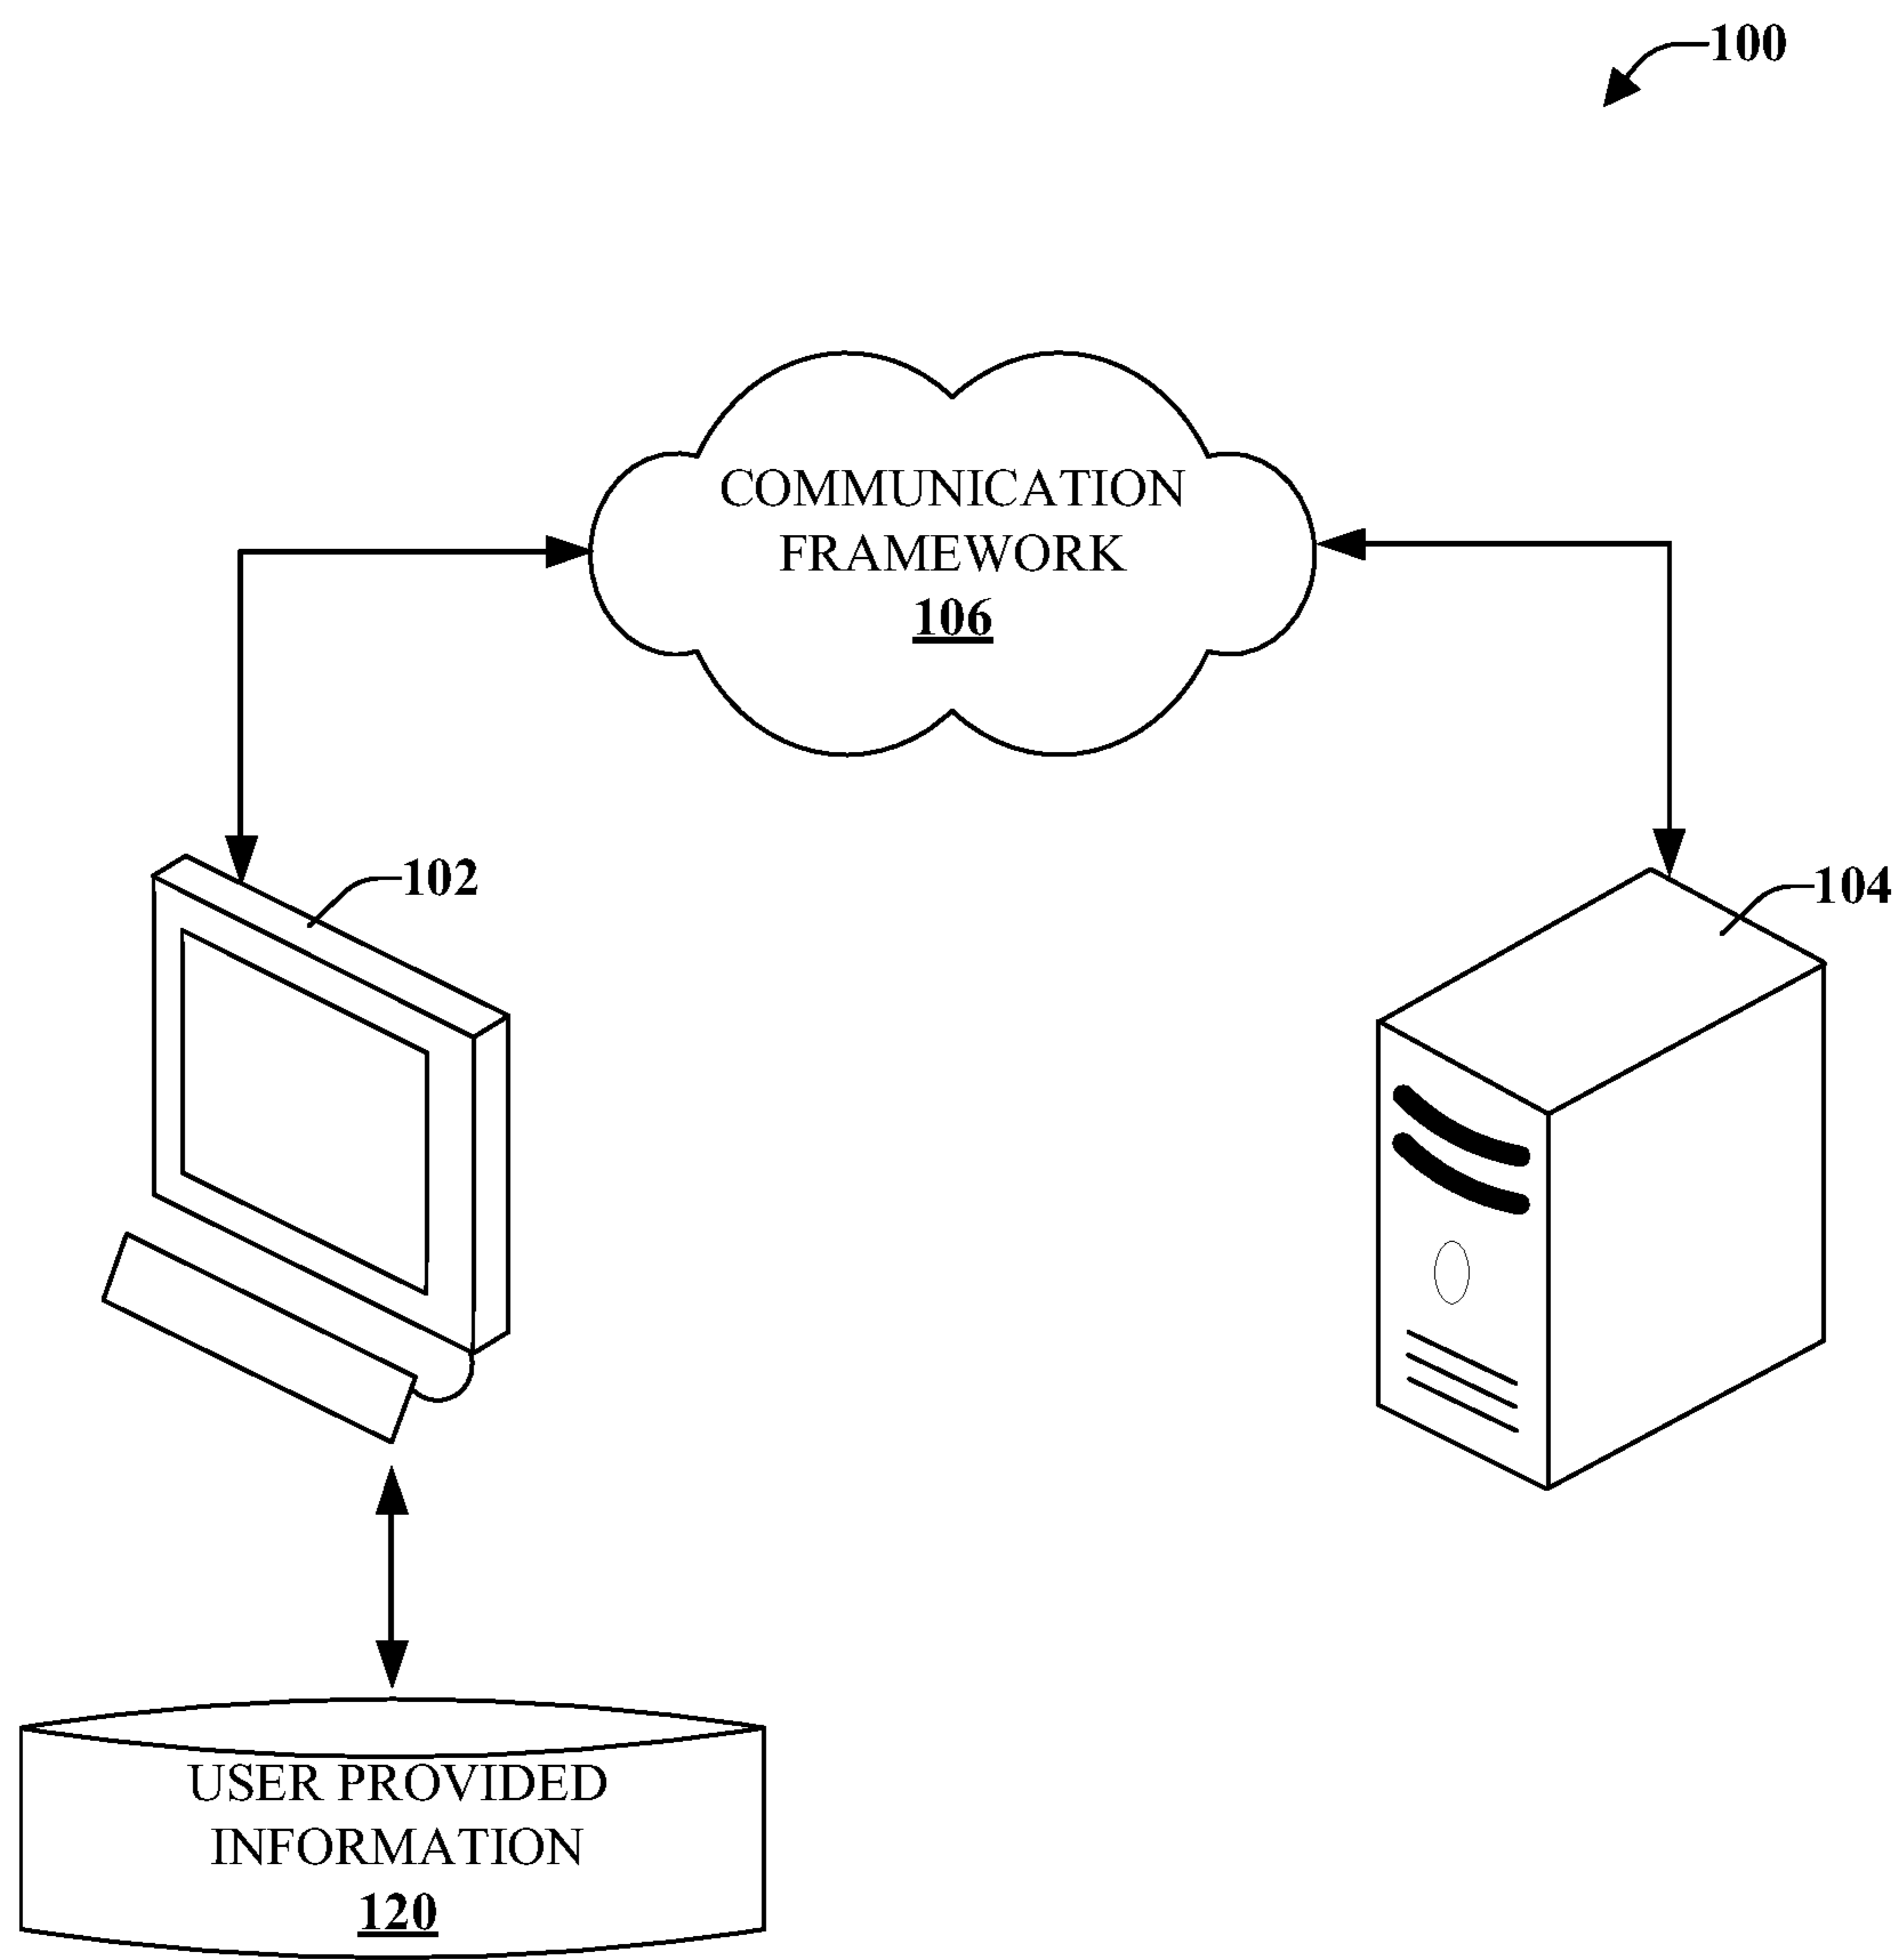 100
COMMUNICATION
FRAMEWORK
106
102
104
USER PROVIDED
INFORMATION
120